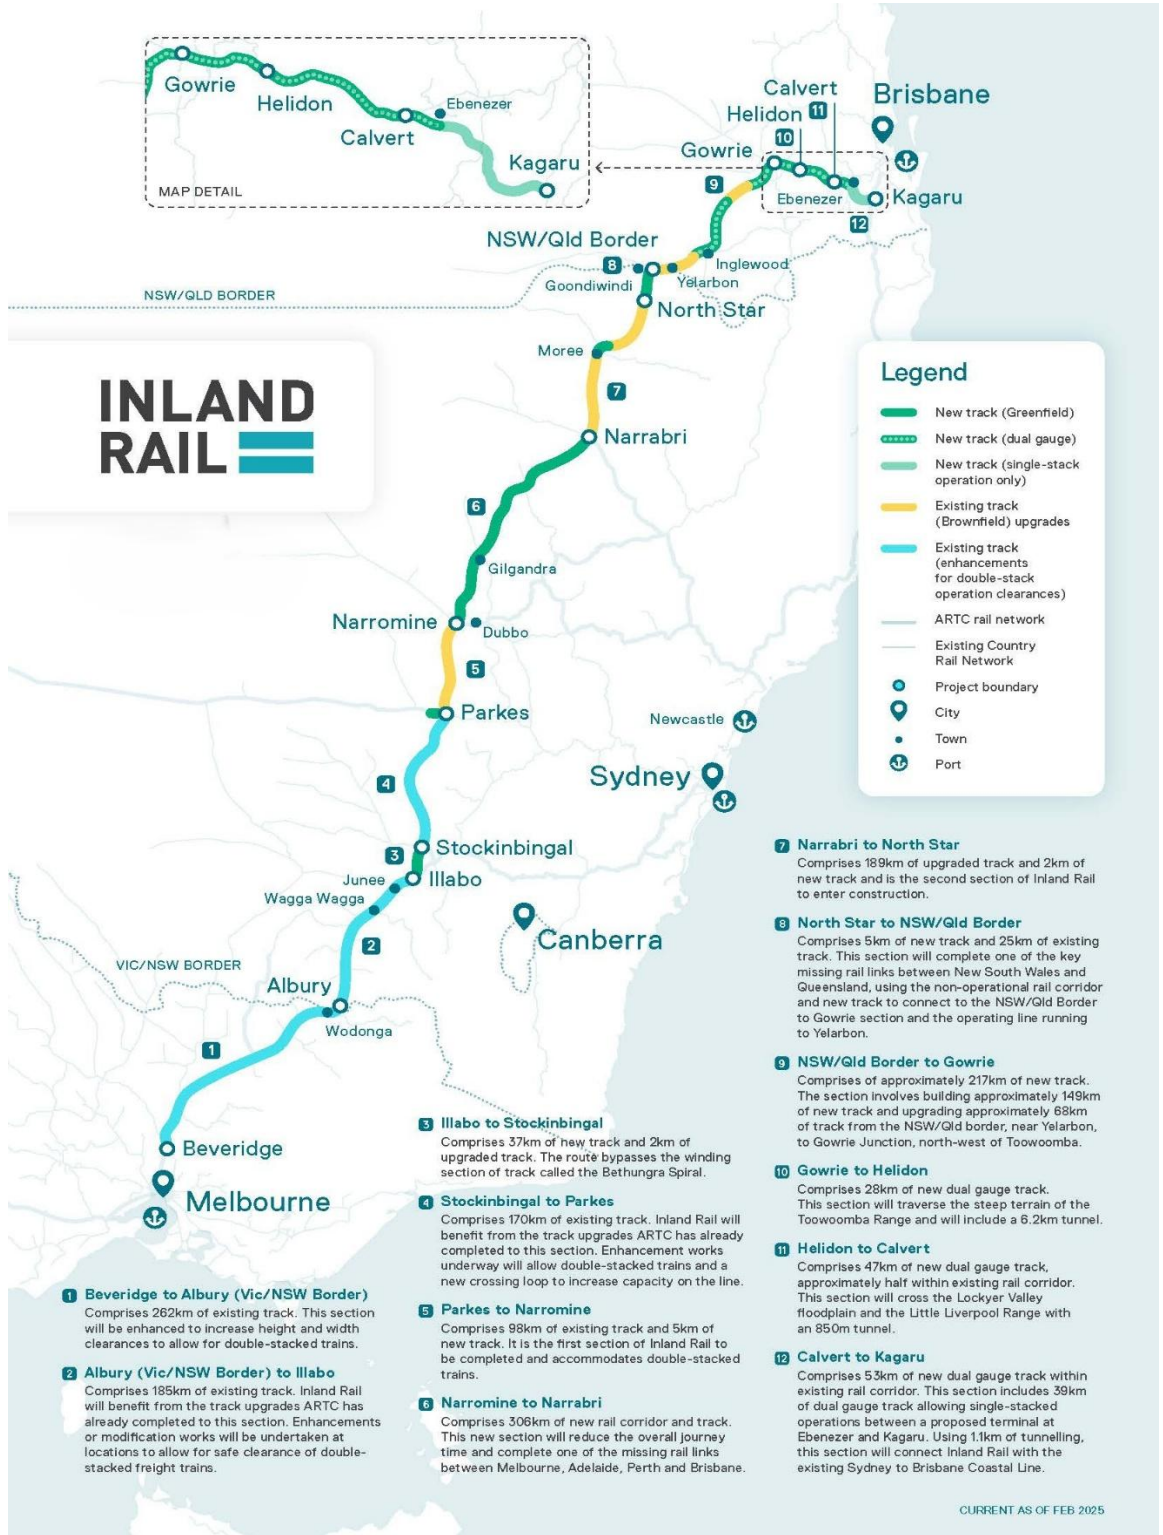 Gowrie
Helidon
Calvert
Ebenezer
Kagaru
MAP DETAIL
Calvert
11
Helidon
10
Brisbane
Gowrie
9
Ebenezer
Kagaru
12
NSW/Qld Border
8
Goondiwindi
Inglewood
Yelarbon
NSW/QLD BORDER
North Star
Moree
7
INLAND
RAIL
Narrabri
6
Gilgandra
Narromine
Dubbo
5
Parkes
Newcastle
4
Sydney
Stockinbingal
3
Junee
Illabo
Wagga Wagga
2
Canberra
VIC/NSW BORDER
Albury
Wodonga
1
Beveridge
Melbourne
Legend
New track (Greenfield)
New track (dual gauge)
New track (single-stack
operation only)
Existing track
(Brownfield) upgrades
Existing track
(enhancements
for double-stack
operation clearances)
ARTC rail network
Existing Country
Rail Network
Project boundary
City
Town
Port
1 Beveridge to Albury (Vic/NSW Border)
Comprises 262km of existing track. This section
will be enhanced to increase height and width
clearances to allow for double-stacked trains.
2 Albury (Vic/NSW Border) to Illabo
Comprises 185km of existing track. Inland Rail
will benefit from the track upgrades ARTC has
already completed to this section. Enhancements
or modification works will be undertaken at
locations to allow for safe clearance of double-
stacked freight trains.
3 Illabo to Stockinbingal
Comprises 37km of new track and 2km of
upgraded track. The route bypasses the winding
section of track called the Bethungra Spiral.
4 Stockinbingal to Parkes
Comprises 170km of existing track. Inland Rail will
benefit from the track upgrades ARTC has already
completed to this section. Enhancement works
underway will allow double-stacked trains and a
new crossing loop to increase capacity on the line.
5 Parkes to Narromine
Comprises 98km of existing track and 5km of
new track. It is the first section of Inland Rail to
be completed and accommodates double-stacked
trains.
6 Narromine to Narrabri
Comprises 306km of new rail corridor and track.
This new section will reduce the overall journey
time and complete one of the missing rail links
between Melbourne, Adelaide, Perth and Brisbane.
7 Narrabri to North Star
Comprises 189km of upgraded track and 2km of
new track and is the second section of Inland Rail
to enter construction.
8 North Star to NSW/Qld Border
Comprises 5km of new track and 25km of existing
track. This section will complete one of the key
missing rail links between New South Wales and
Queensland, using the non-operational rail corridor
and new track to connect to the NSW/Qld Border
to Gowrie section and the operating line running
to Yelarbon.
9 NSW/Qld Border to Gowrie
Comprises of approximately 217km of new track.
The section involves building approximately 149km
of new track and upgrading approximately 68km
of track from the NSW/Qld border, near Yelarbon,
to Gowrie Junction, north-west of Toowoomba.
10 Gowrie to Helidon
Comprises 28km of new dual gauge track.
This section will traverse the steep terrain of the
Toowoomba Range and will include a 6.2km tunnel.
11 Helidon to Calvert
Comprises 47km of new dual gauge track,
approximately half within existing rail corridor.
This section will cross the Lockyer Valley
floodplain and the Little Liverpool Range with
an 850m tunnel.
12 Calvert to Kagaru
Comprises 53km of new dual gauge track within
existing rail corridor. This section includes 39km
of dual gauge track allowing single-stacked
operations between a proposed terminal at
Ebenezer and Kagaru. Using 1.1km of tunnelling,
this section will connect Inland Rail with the
existing Sydney to Brisbane Coastal Line.
CURRENT AS OF FEB 2025